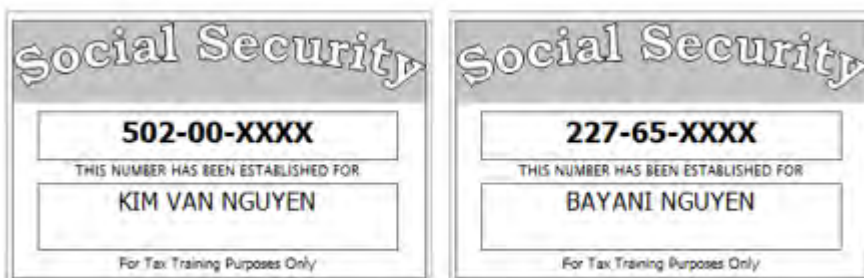 Social Security
502-00-XXXX
THIS NUMBER HAS BEEN ESTABLISHED FOR
KIM VAN NGUYEN
For Tax Training Purposes Only
Social Security
227-65-XXXX
THIS NUMBER HAS BEEN ESTABLISHED FOR
BAYANI NGUYEN
For Tax Training Purposes Only